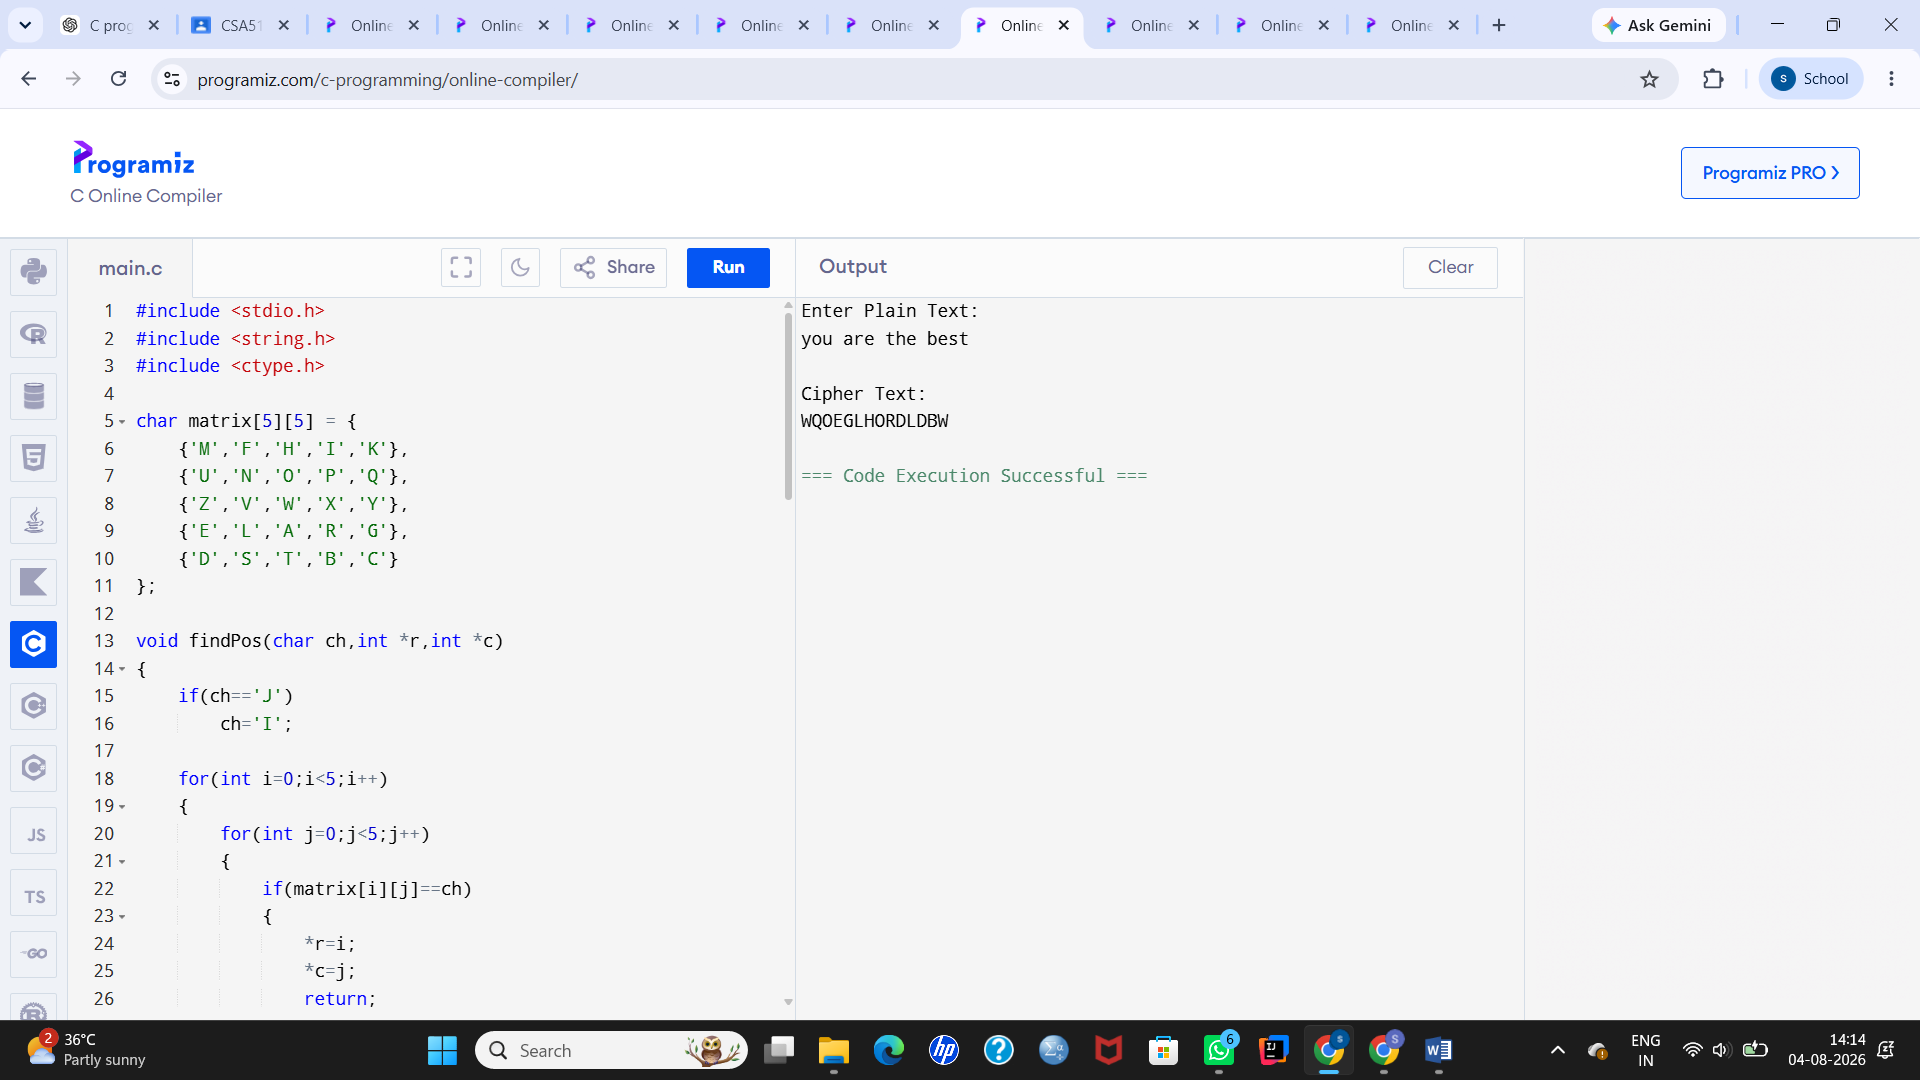 C prog
CSA51
Online
Online
Online
Online
Online
Online
Online
Online
Online
Ask Gemini
programiz.com/c-programming/online-compiler/
S
School
Programiz
C Online Compiler
Programiz PRO
main.c
Share
Run
Output
Clear
1 #include <stdio.h>
2 #include <string.h>
3 #include <ctype.h>
4
5 char matrix[5][5] = {
6 {'M','F','H','I','K'},
7 {'U','N','O','P','Q'},
8 {'Z','V','W','X','Y'},
9 {'E','L','A','R','G'},
10 {'D','S','T','B','C'}
11 };
12
13 void findPos(char ch,int *r,int *c)
14 {
15 if(ch=='J')
16 ch='I';
17
18 for(int i=0;i<5;i++)
19 {
20 for(int j=0;j<5;j++)
21 {
22 if(matrix[i][j]==ch)
23 {
24 *r=i;
25 *c=j;
26 return;
Enter Plain Text:
you are the best
Cipher Text:
WQOEGLHORDLDBW
=== Code Execution Successful ===
JS
TS
GO
2
36°C
Partly sunny
Search
hp
6
S
S
ENG
IN
14:14
04-08-2026